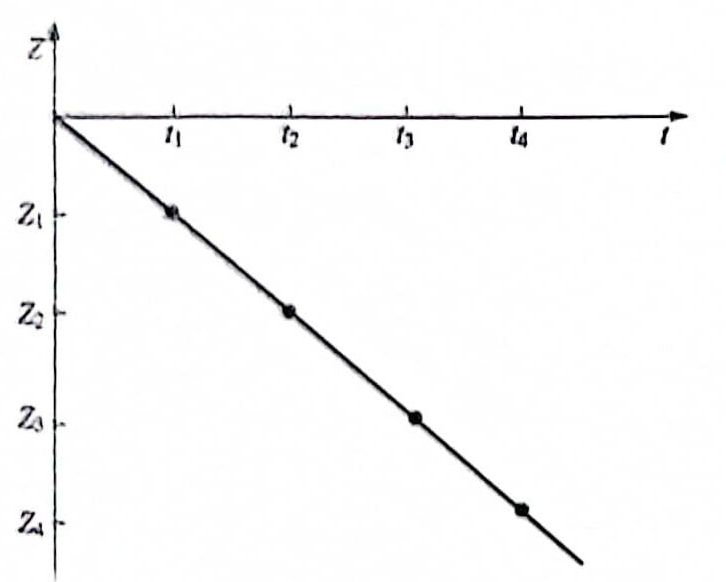 Z
t₁ t₂ t₃ t₄ t
Z₁
Z₂
Z₃
Z₄